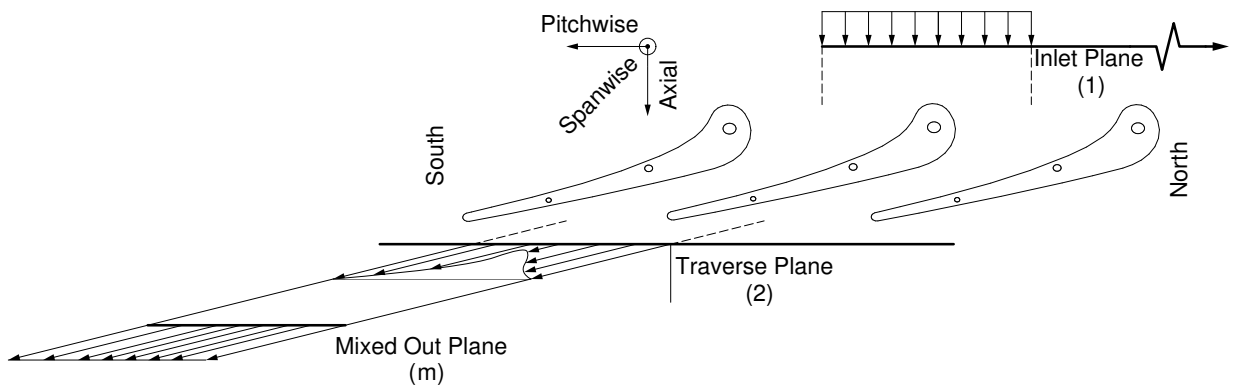 Pitchwise
Spanwise
Axial
Inlet Plane
(1)
South
North
Traverse Plane
(2)
Mixed Out Plane
(m)